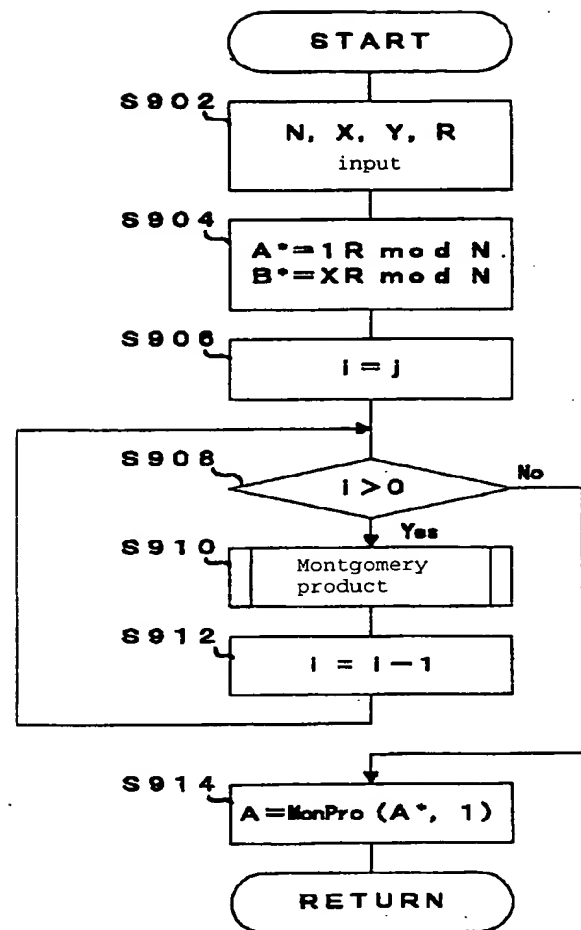 START
S902
N, X, Y, R
input
S904
A*=1R mod N.
B*=XR mod N
S906
i=j
S908
i>0
No
Yes
S910
Montgomery
product
S912
i=i-1
S914
A=MonPro(A*, 1)
RETURN